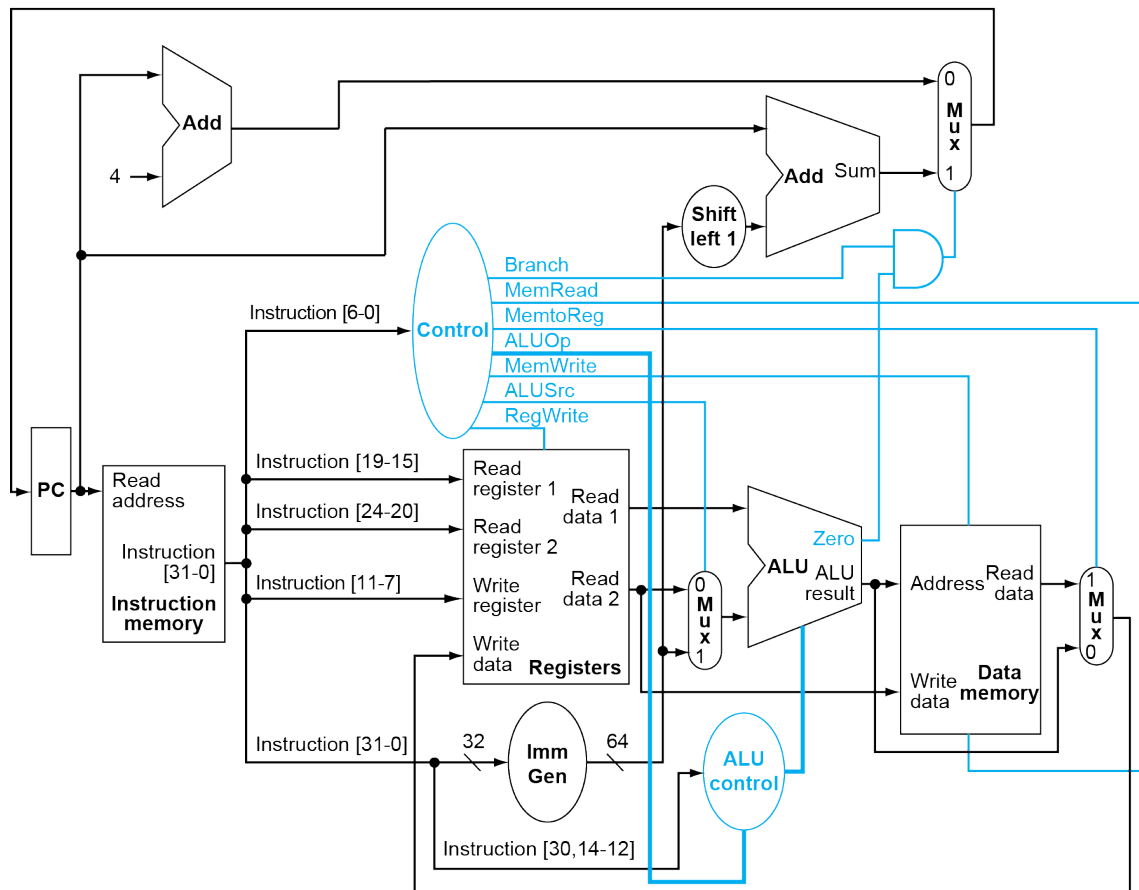 Add
4
0
Mux
1
Add
Sum
Shift
left 1
Branch
MemRead
MemtoReg
ALUOp
MemWrite
ALUSrc
RegWrite
Instruction [6-0]
Control
PC
Read
address
Instruction
[31-0]
Instruction
memory
Instruction [19-15]
Instruction [24-20]
Instruction [11-7]
Read
register 1
Read
register 2
Write
register
Write
data
Read
data 1
Read
data 2
Registers
0
Mux
1
Zero
ALU
ALU
result
Address
Read
data
Write
data
Data
memory
1
Mux
0
Instruction [31-0]
32
Imm
Gen
64
ALU
control
Instruction [30,14-12]